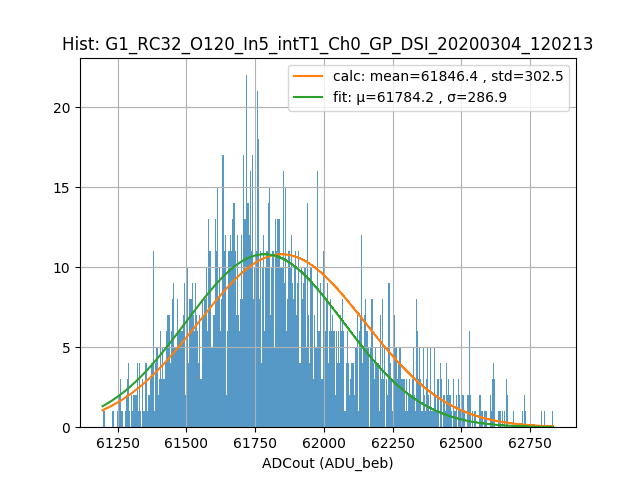 Hist: G1_RC32_O120_In5_intT1_Ch0_GP_DSI_20200304_120213
calc: mean=61846.4 , std=302.5
fit: μ=61784.2 , σ=286.9
20
15
10
5
0
61250 61500 61750 62000 62250 62500 62750
ADCout (ADU_beb)